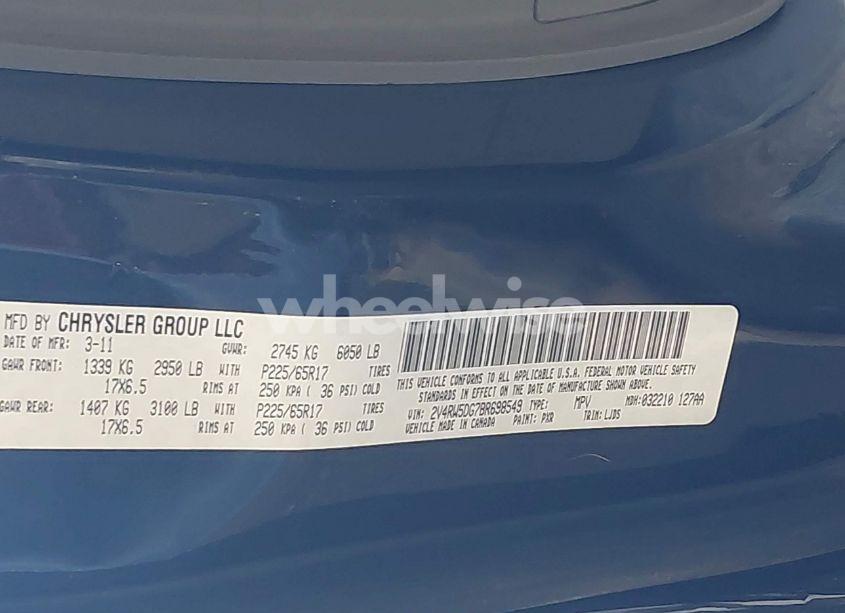 wheelwise
MFD BY CHRYSLER GROUP LLC
DATE OF MFR: 3-11 GVWR: 2745 KG 6050 LB
GAWR FRONT: 1339 KG 2950 LB WITH P225/65R17 TIRES
17X6.5 RIMS AT 250 KPA ( 36 PSI) COLD
GAWR REAR: 1407 KG 3100 LB WITH P225/65R17 TIRES
17X6.5 RIMS AT 250 KPA ( 36 PSI) COLD
THIS VEHICLE CONFORMS TO ALL APPLICABLE U.S.A. FEDERAL MOTOR VEHICLE SAFETY
STANDARDS IN EFFECT ON THE DATE OF MANUFACTURE SHOWN ABOVE.
VIN: 2V4RW5DG7BR698549 TYPE: MPV MDH: 032210 127AA
VEHICLE MADE IN CANADA PAINT: PXR TRIM: LJDS